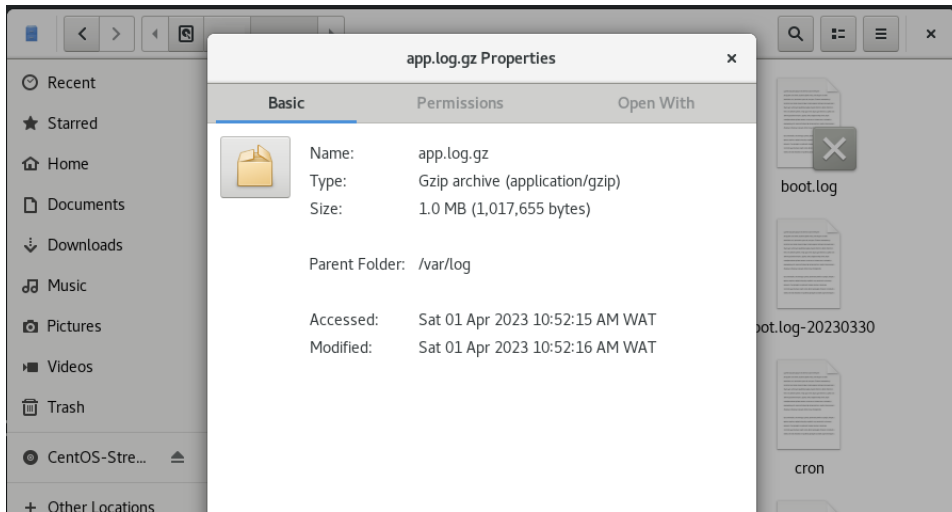 app.log.gz Properties
Basic Permissions Open With
Name: app.log.gz
Type: Gzip archive (application/gzip)
Size: 1.0 MB (1,017,655 bytes)
Parent Folder: /var/log
Accessed: Sat 01 Apr 2023 10:52:15 AM WAT
Modified: Sat 01 Apr 2023 10:52:16 AM WAT
Recent
Starred
Home
Documents
Downloads
Music
Pictures
Videos
Trash
CentOS-Stre...
Other Locations
boot.log
oot.log-20230330
cron